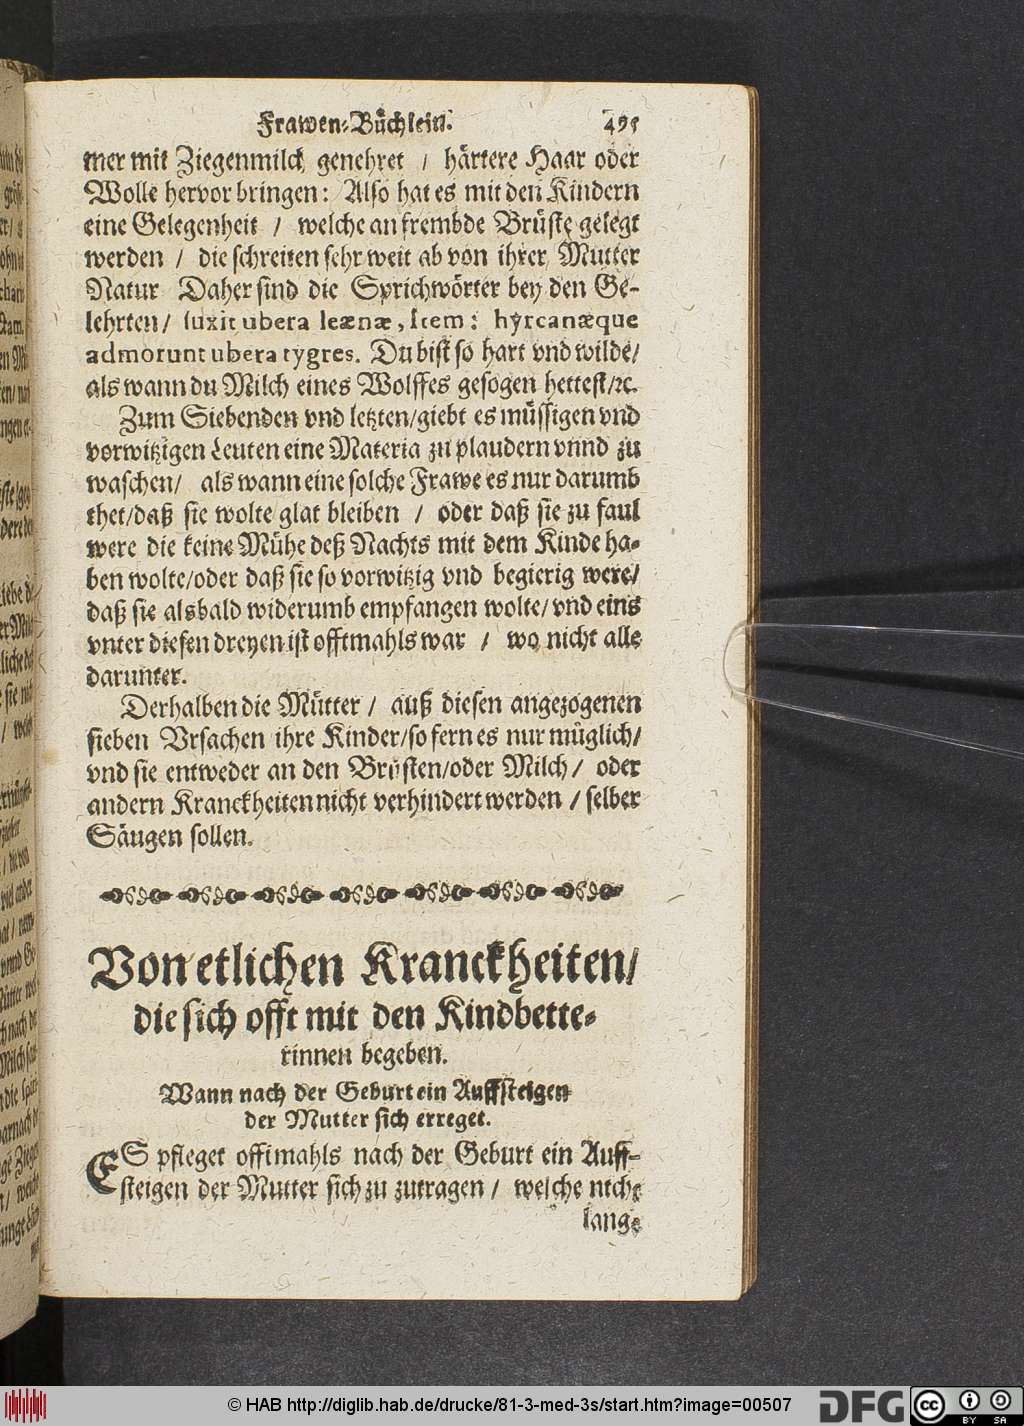 Frawen-Büchlein. 495
mer mit Ziegenmilch genehret / härtere Haar oder
Wolle hervor bringen: Also hat es mit den Kindern
eine Gelegenheit / welche an frembde Brüste gelegt
werden / die schreiten sehr weit ab von ihrer Mutter
Natur Daher sind die Sprichwörter bey den Ge-
lehrten / suxit ubera leænæ, Item: hyrcanæque
admorunt ubera tygres. Du bist so hart vnd wilde/
als wann du Milch eines Wolffes gesogen hettest/ꝛc.
Zum Siebenden vnd letzten/giebt es müssigen vnd
vorwitzigen Leuten eine Materia zu plaudern vnnd zu
waschen/ als wann eine solche Frawe es nur darumb
thet/daß sie wolte glat bleiben / oder daß sie zu faul
were die keine Mühe deß Nachts mit dem Kinde ha-
ben wolte/oder daß sie so vorwitzig vnd begierig were/
daß sie alsbald widerumb empfangen wolte/ vnd eins
vnter diesen dreyen ist offtmahls war / wo nicht alle
darunter.
Derhalben die Mütter / auß diesen angezogenen
sieben Vrsachen ihre Kinder/so fern es nur müglich/
vnd sie entweder an den Brüsten/oder Milch / oder
andern Kranckheiten nicht verhindert werden / selber
Säugen sollen.
Von etlichen Kranckheiten/
die sich offt mit den Kindbette-
rinnen begeben.
Wann nach der Geburt ein Auffsteigen
der Mutter sich erreget.
ES pfleget offtmahls nach der Geburt ein Auff-
steigen der Mutter sich zu zutragen / welche nicht
lange
© HAB http://diglib.hab.de/drucke/81-3-med-3s/start.htm?image=00507
DFG cc BY SA